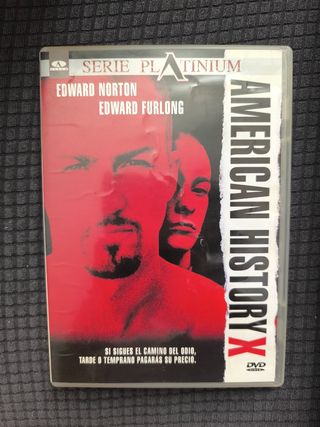 SERIE PLATINIUM
EDWARD NORTON
EDWARD FURLONG
AMERICAN HISTORY X
SI SIGUES EL CAMINO DEL ODIO,
TARDE O TEMPRANO PAGARÁS SU PRECIO.
DVD